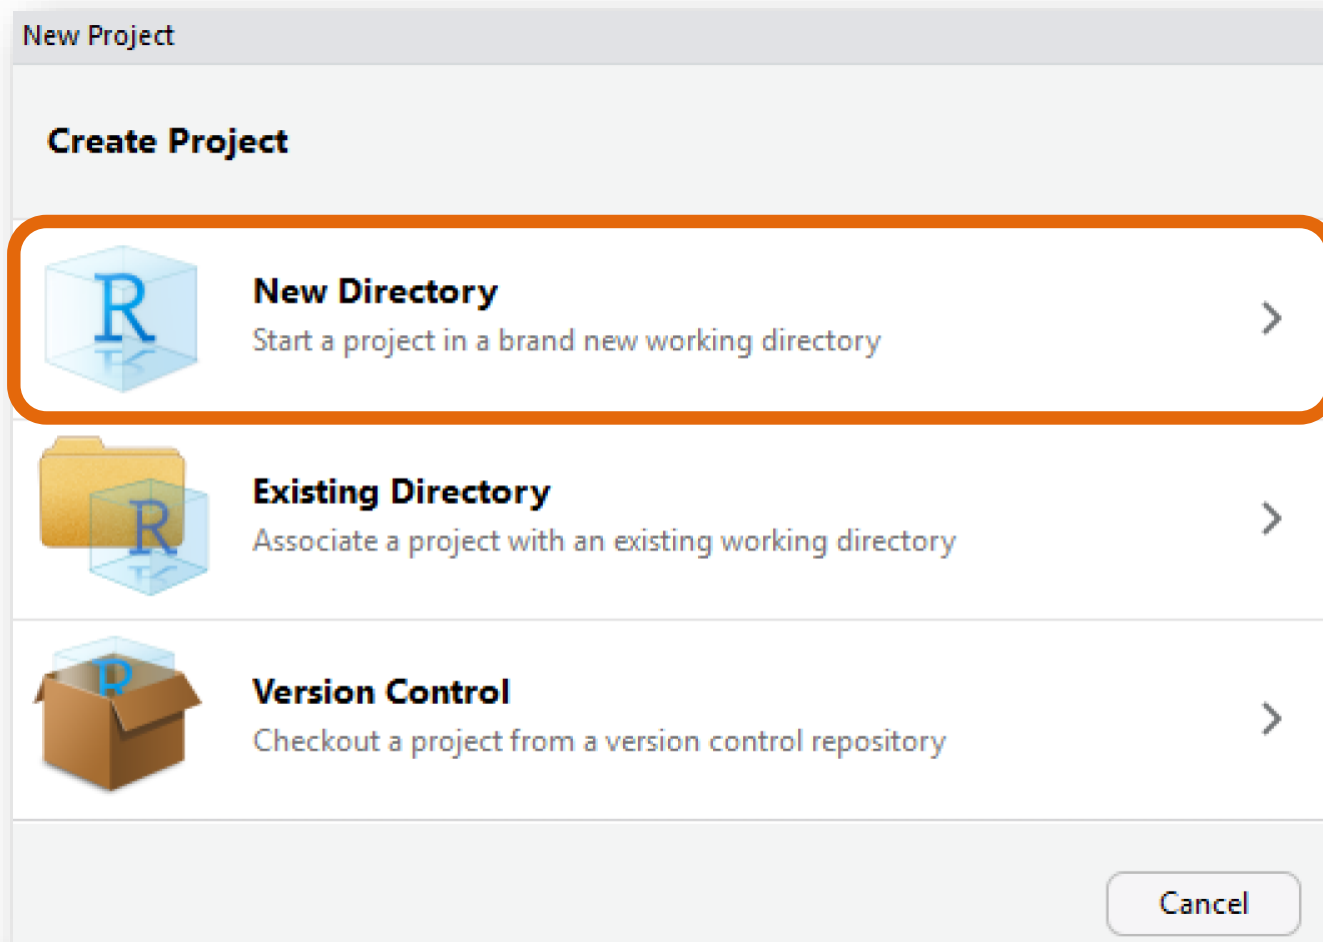 New Project
Create Project
R
New Directory
Start a project in a brand new working directory
R
Existing Directory
Associate a project with an existing working directory
R
Version Control
Checkout a project from a version control repository
Cancel